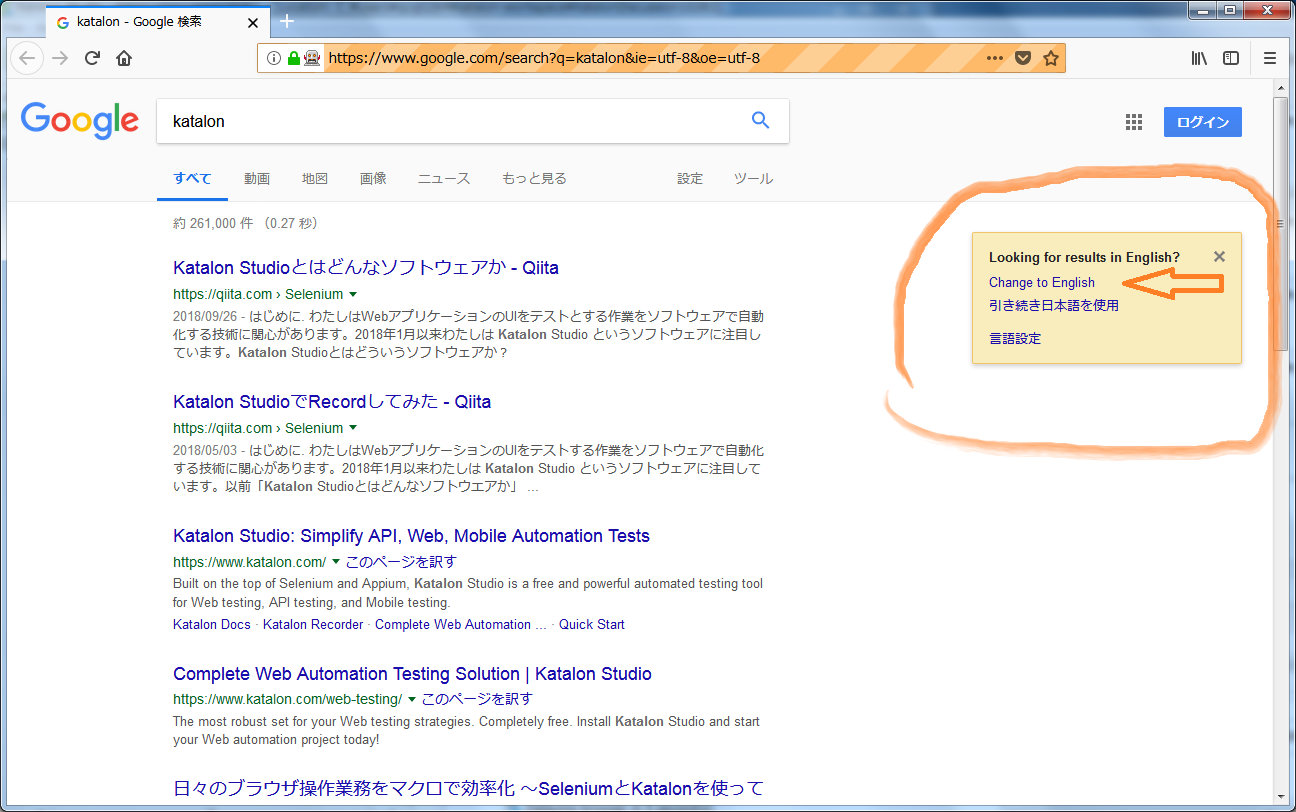 katalon - Google 検索
https://www.google.com/search?q=katalon&ie=utf-8&oe=utf-8
Google
katalon
ログイン
すべて 動画 地図 画像 ニュース もっと見る 設定 ツール
約 261,000 件 （0.27 秒）
Katalon Studioとはどんなソフトウェアか - Qiita
https://qiita.com › Selenium
2018/09/26 - はじめに. わたしはWebアプリケーションのUIをテストとする作業をソフトウェアで自動
化する技術に関心があります。2018年1月以来わたしは Katalon Studio というソフトウェアに注目し
ています。Katalon Studioとはどういうソフトウェアか？
Katalon StudioでRecordしてみた - Qiita
https://qiita.com › Selenium
2018/05/03 - はじめに. わたしはWebアプリケーションのUIをテストする作業をソフトウェアで自動化
する技術に関心があります。2018年1月以来わたしは Katalon Studio というソフトウェアに注目して
います。以前「Katalon Studioとはどんなソフトウェアか」 ...
Katalon Studio: Simplify API, Web, Mobile Automation Tests
https://www.katalon.com/ このページを訳す
Built on the top of Selenium and Appium, Katalon Studio is a free and powerful automated testing tool
for Web testing, API testing, and Mobile testing.
Katalon Docs · Katalon Recorder · Complete Web Automation ... · Quick Start
Complete Web Automation Testing Solution | Katalon Studio
https://www.katalon.com/web-testing/ このページを訳す
The most robust set for your Web testing strategies. Completely free. Install Katalon Studio and start
your Web automation project today!
日々のブラウザ操作業務をマクロで効率化 ～SeleniumとKatalonを使って
Looking for results in English?
Change to English
引き続き日本語を使用
言語設定